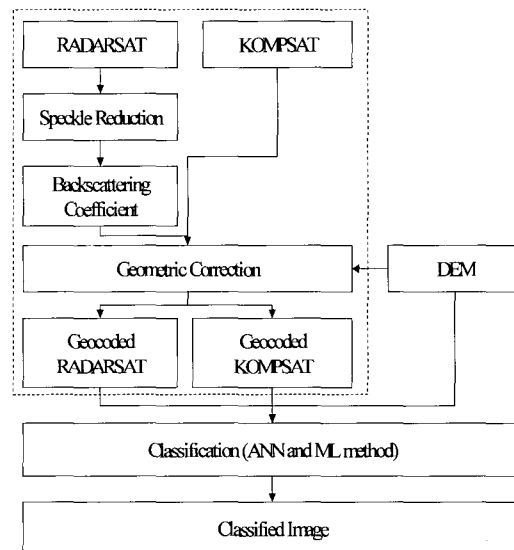 RADARSAT
KOMPSAT
Speckle Reduction
Backscattering
Coefficient
Geometric Correction
DEM
Geocoded
RADARSAT
Geocoded
KOMPSAT
Classification (ANN and ML method)
Classified Image